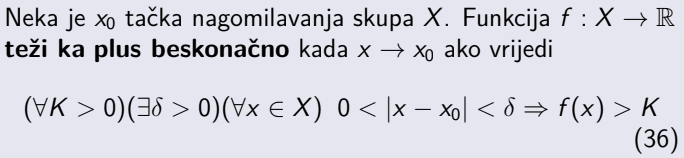 Neka je x₀ tačka nagomilavanja skupa X. Funkcija f : X → ℝ
teži ka plus beskonačno kada x → x₀ ako vrijedi
(∀K > 0)(∃δ > 0)(∀x ∈ X) 0 < |x − x₀| < δ ⇒ f(x) > K
(36)